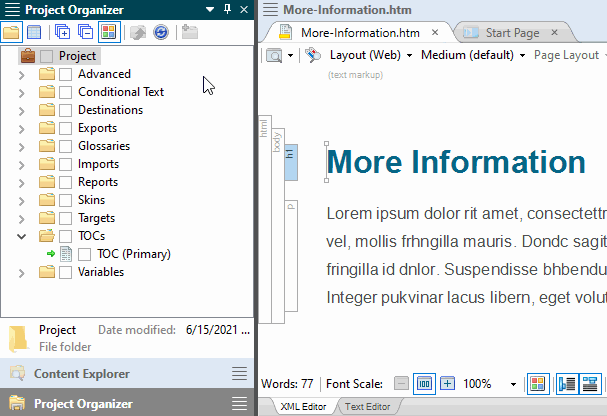 Project Organizer
Project
Advanced
Conditional Text
Destinations
Exports
Glossaries
Imports
Reports
Skins
Targets
TOCs
TOC (Primary)
Variables
Project Date modified: 6/15/2021 ...
File folder
Content Explorer
Project Organizer
More-Information.htm
More-Information.htm Start Page
Layout (Web) Medium (default) Page Layout
(text markup)
html
body
h1
p
More Information
Lorem ipsum dolor rit amet, consectettr
vel, mollis frhngilla mauris. Dondc sagit
fringilla id dnlor. Suspendisse bhbendu
Integer pukvinar lacus libern, eget volut
Words: 77 Font Scale: 100 100%
XML Editor Text Editor